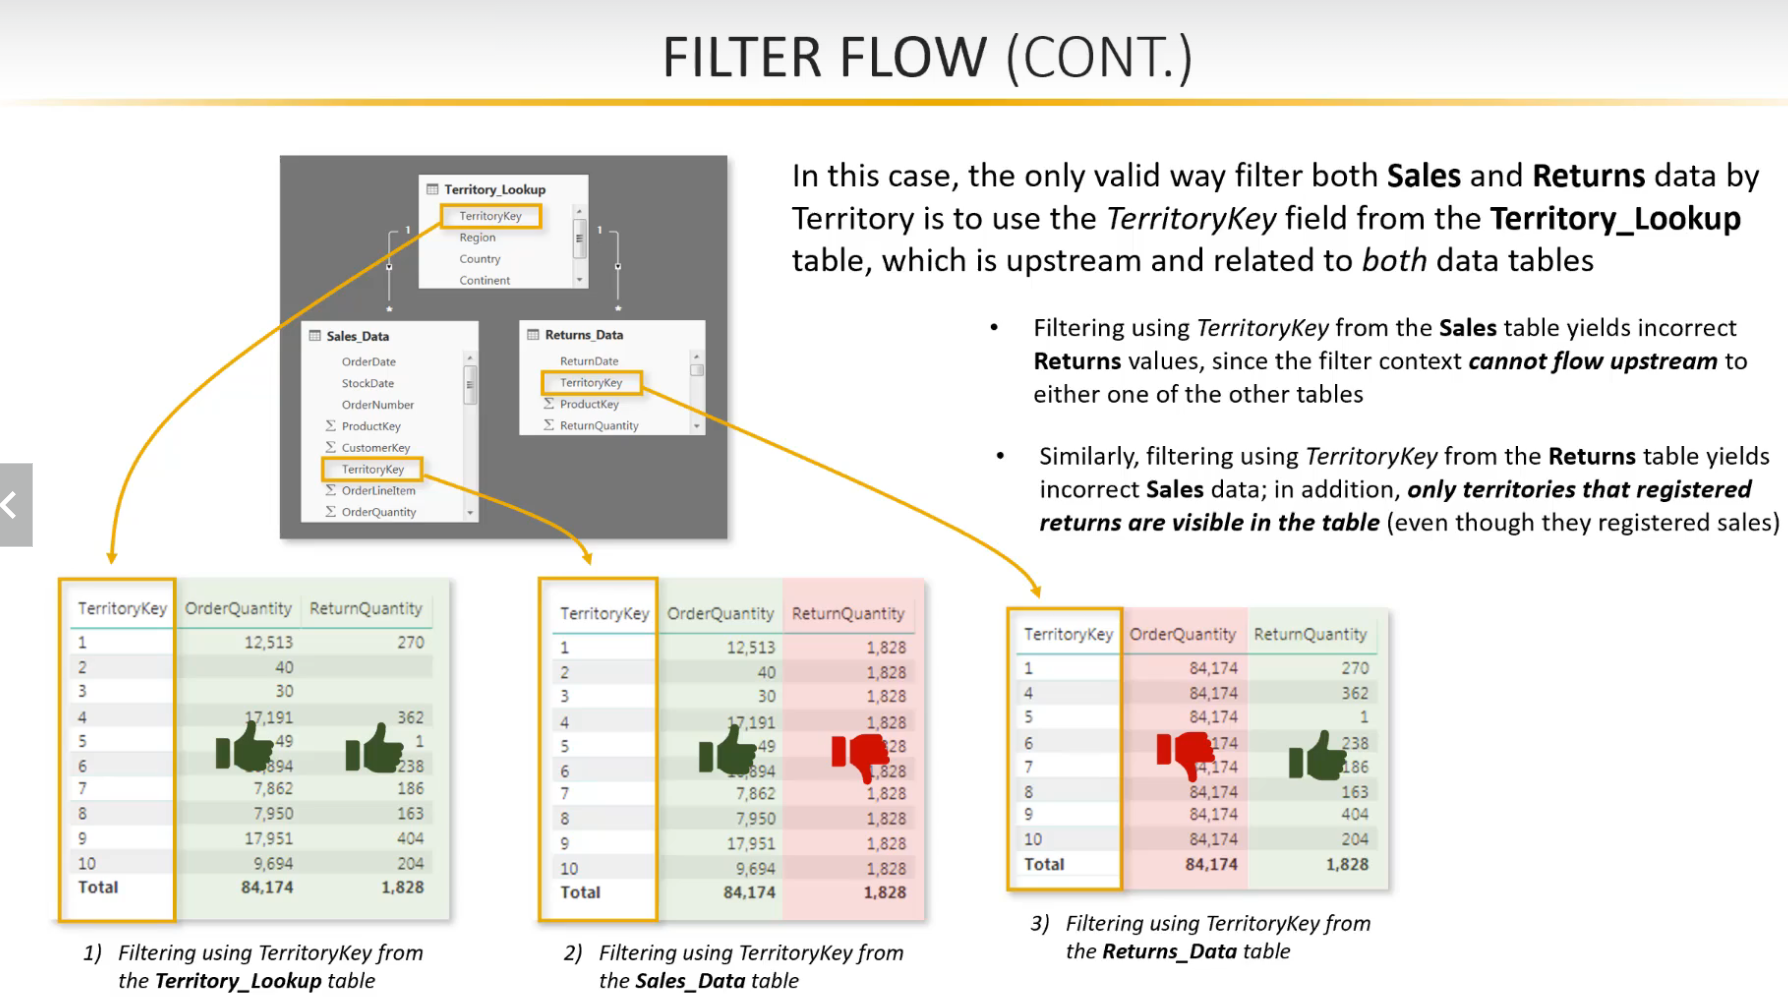 FILTER FLOW (CONT.)
In this case, the only valid way filter both Sales and Returns data by
Territory is to use the TerritoryKey field from the Territory_Lookup
table, which is upstream and related to both data tables
• Filtering using TerritoryKey from the Sales table yields incorrect
Returns values, since the filter context cannot flow upstream to
either one of the other tables
• Similarly, filtering using TerritoryKey from the Returns table yields
incorrect Sales data; in addition, only territories that registered
returns are visible in the table (even though they registered sales)
Territory_Lookup
TerritoryKey
Region
Country
Continent
1
1
*
*
Sales_Data
OrderDate
StockDate
OrderNumber
Σ ProductKey
Σ CustomerKey
TerritoryKey
Σ OrderLineItem
Σ OrderQuantity
Returns_Data
ReturnDate
TerritoryKey
Σ ProductKey
Σ ReturnQuantity
TerritoryKey OrderQuantity ReturnQuantity
1 12,513 270
2 40
3 30
4 17,191 362
5 49 1
6 894 238
7 7,862 186
8 7,950 163
9 17,951 404
10 9,694 204
Total 84,174 1,828
1) Filtering using TerritoryKey from
the Territory_Lookup table
TerritoryKey OrderQuantity ReturnQuantity
1 12,513 1,828
2 40 1,828
3 30 1,828
4 17,191 1,828
5 49 828
6 894 1,828
7 7,862 1,828
8 7,950 1,828
9 17,951 1,828
10 9,694 1,828
Total 84,174 1,828
2) Filtering using TerritoryKey from
the Sales_Data table
TerritoryKey OrderQuantity ReturnQuantity
1 84,174 270
4 84,174 362
5 84,174 1
6 174 238
7 4,174 186
8 84,174 163
9 84,174 404
10 84,174 204
Total 84,174 1,828
3) Filtering using TerritoryKey from
the Returns_Data table